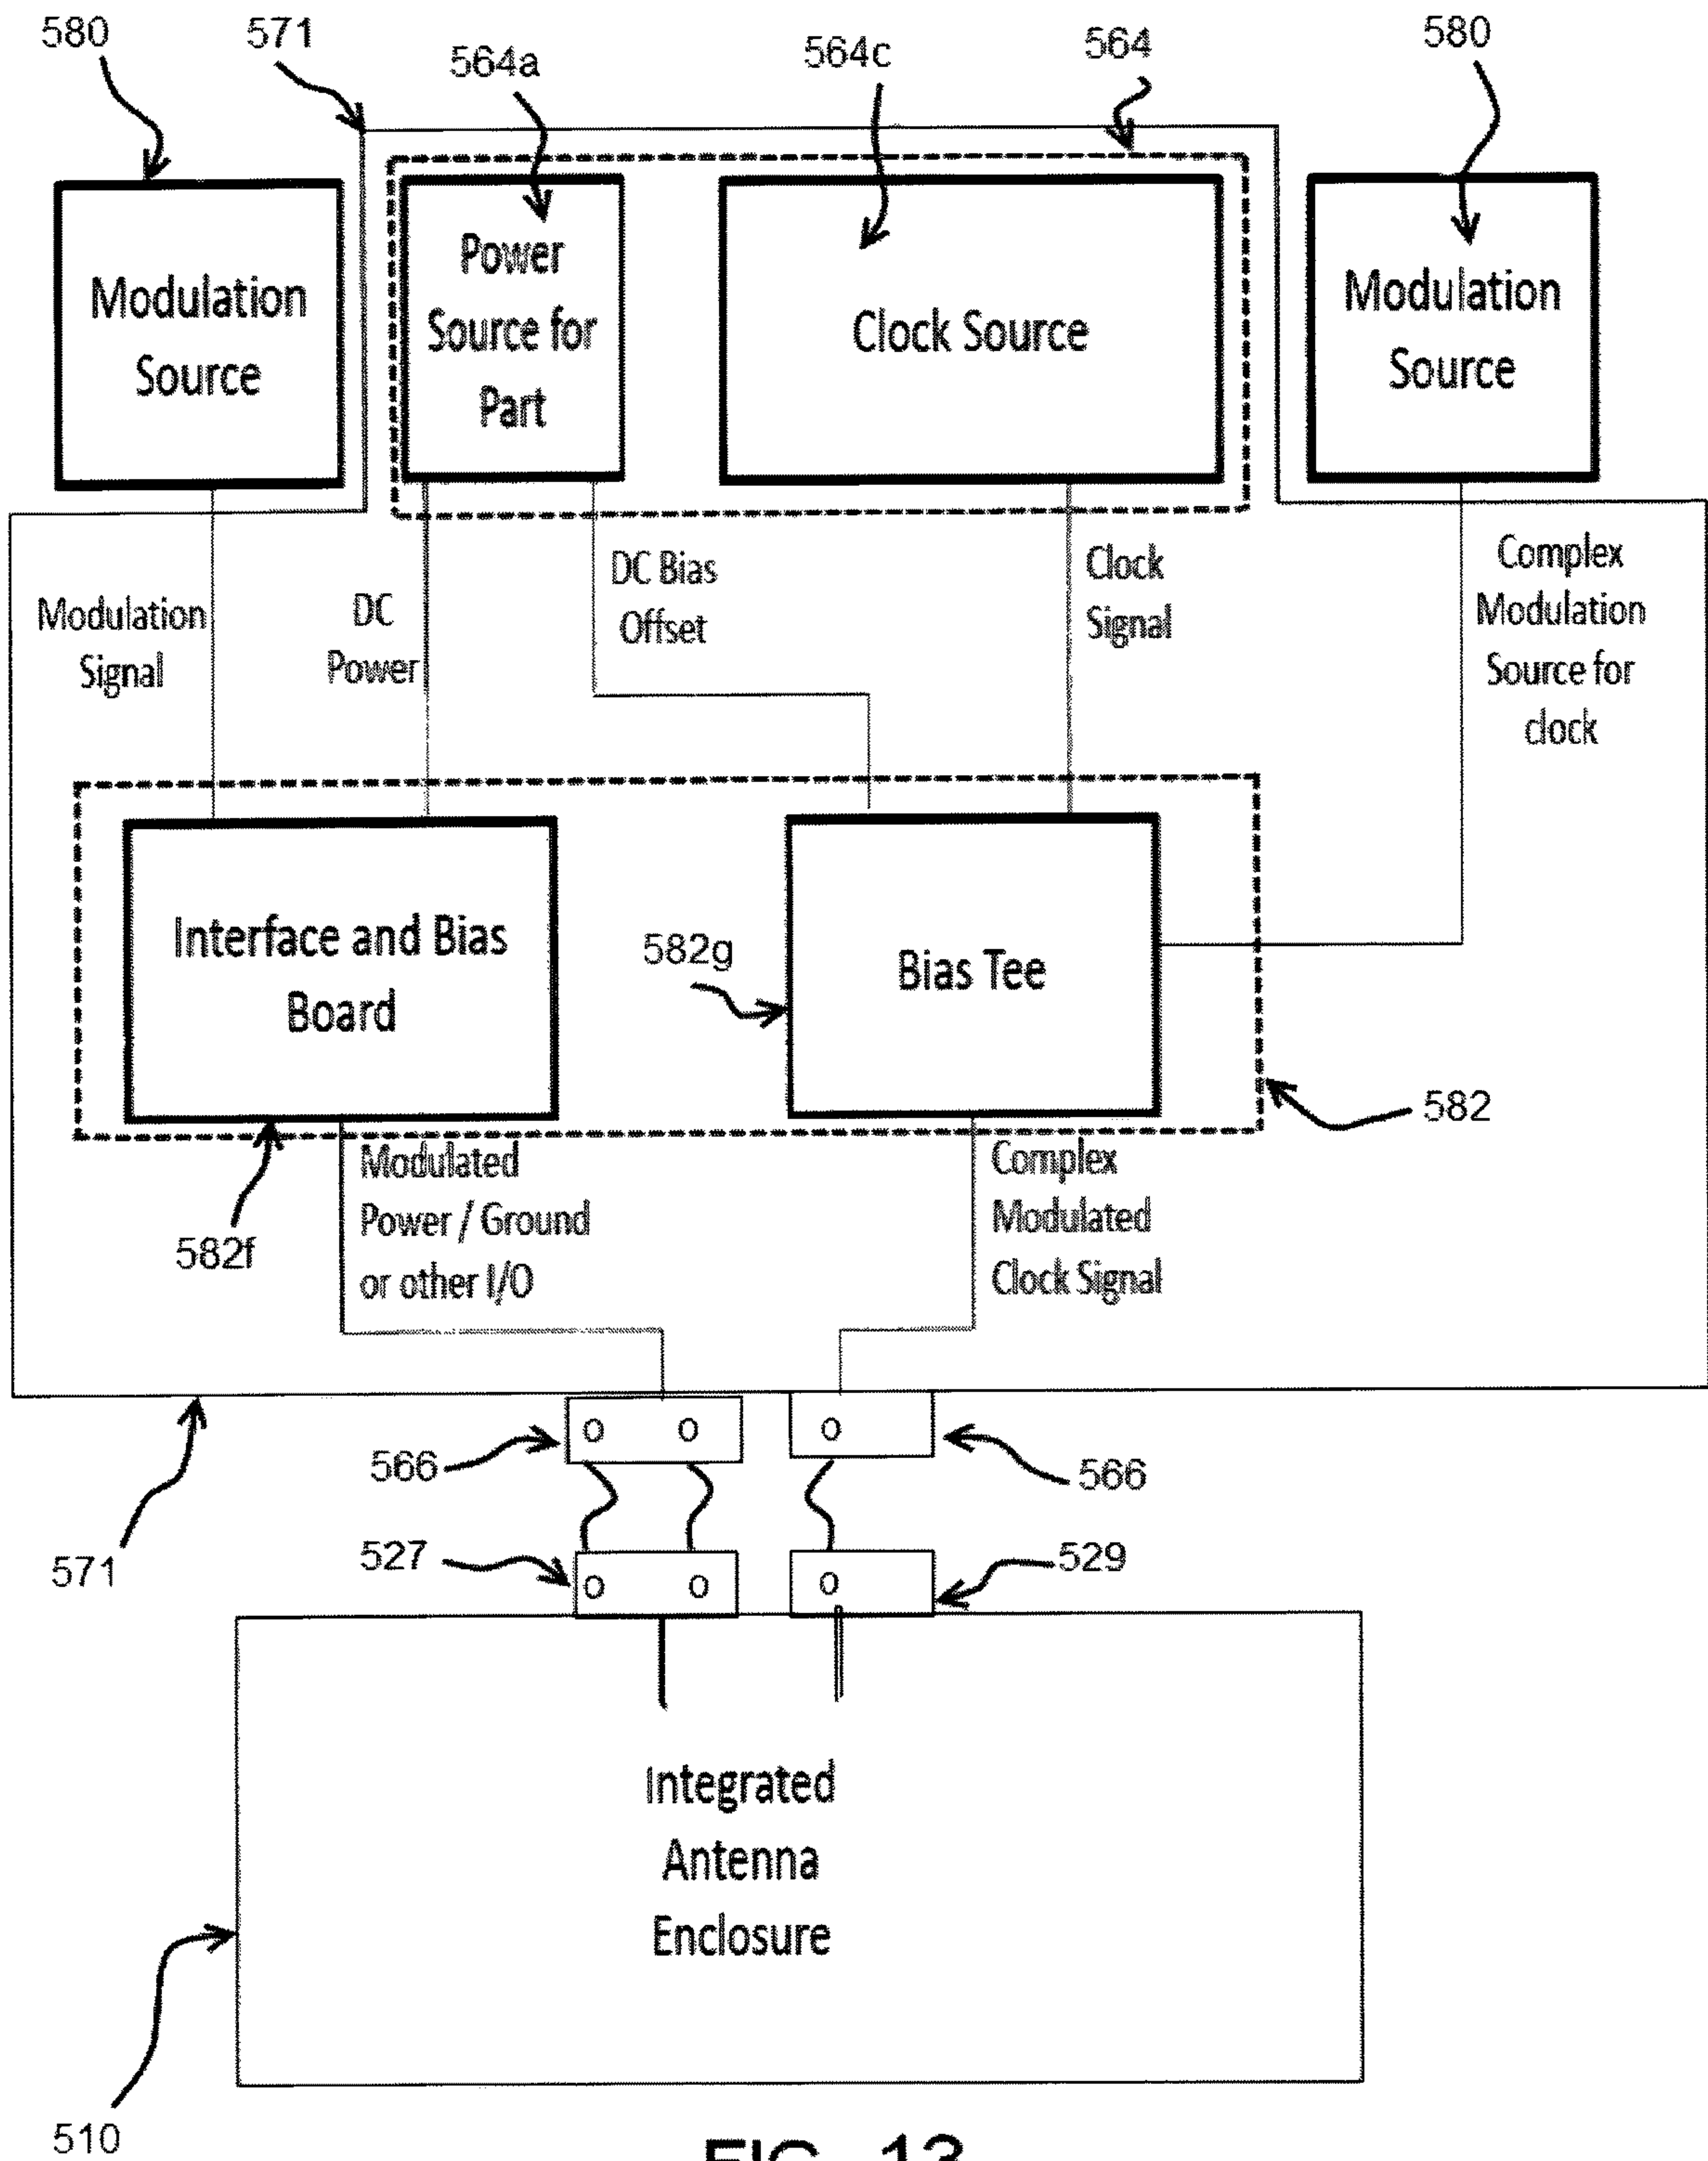 580
571
564a
564c
564
580
Modulation
Source
Power
Source for
Part
Clock Source
Modulation
Source
Modulation
Signal
DC
Power
DC Bias
Offset
Clock
Signal
Complex
Modulation
Source for
clock
Interface and Bias
Board
582g
Bias Tee
582
582f
Modulated
Power / Ground
or other I/O
Complex
Modulated
Clock Signal
O O
O
566
566
571
527
O O
O
529
Integrated
Antenna
Enclosure
510
FIG. 13